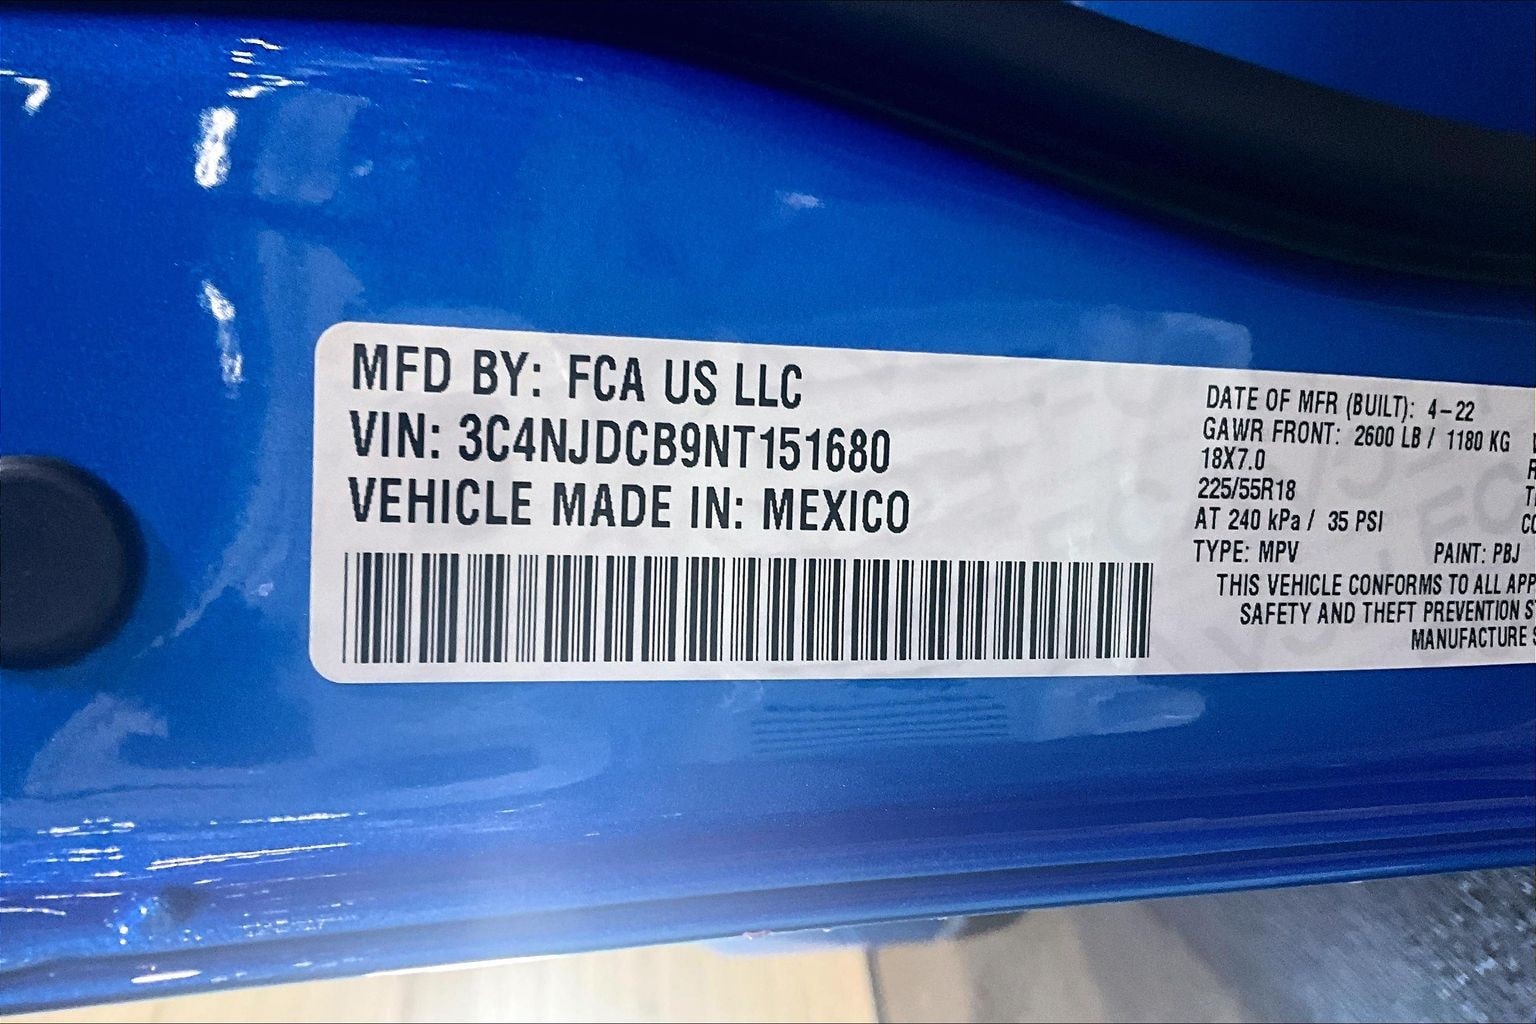 MFD BY: FCA US LLC
VIN: 3C4NJDCB9NT151680
VEHICLE MADE IN: MEXICO
DATE OF MFR (BUILT): 4-22
GAWR FRONT: 2600 LB / 1180 KG
18X7.0
225/55R18
AT 240 kPa / 35 PSI
TYPE: MPV PAINT: PBJ
THIS VEHICLE CONFORMS TO ALL APP
SAFETY AND THEFT PREVENTION S
MANUFACTURE S